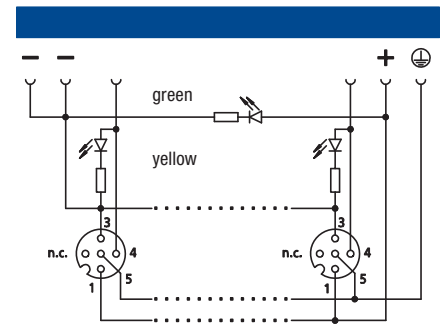 − − + ⏚
green
yellow
3 3
n.c. 4 n.c. 4
1 5 1 5